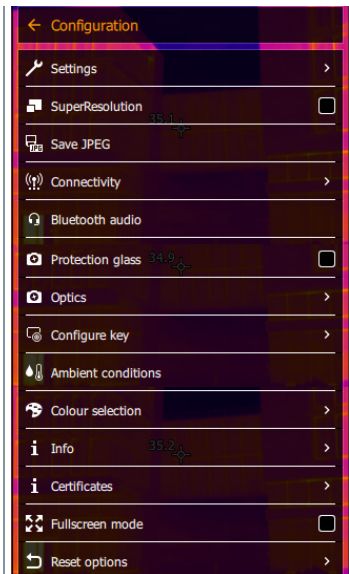 Configuration
Settings
SuperResolution
35.1
Save JPEG
Connectivity
Bluetooth audio
Protection glass 34.9
Optics
Configure key
Ambient conditions
Colour selection
Info 35.2
Certificates
Fullscreen mode
Reset options